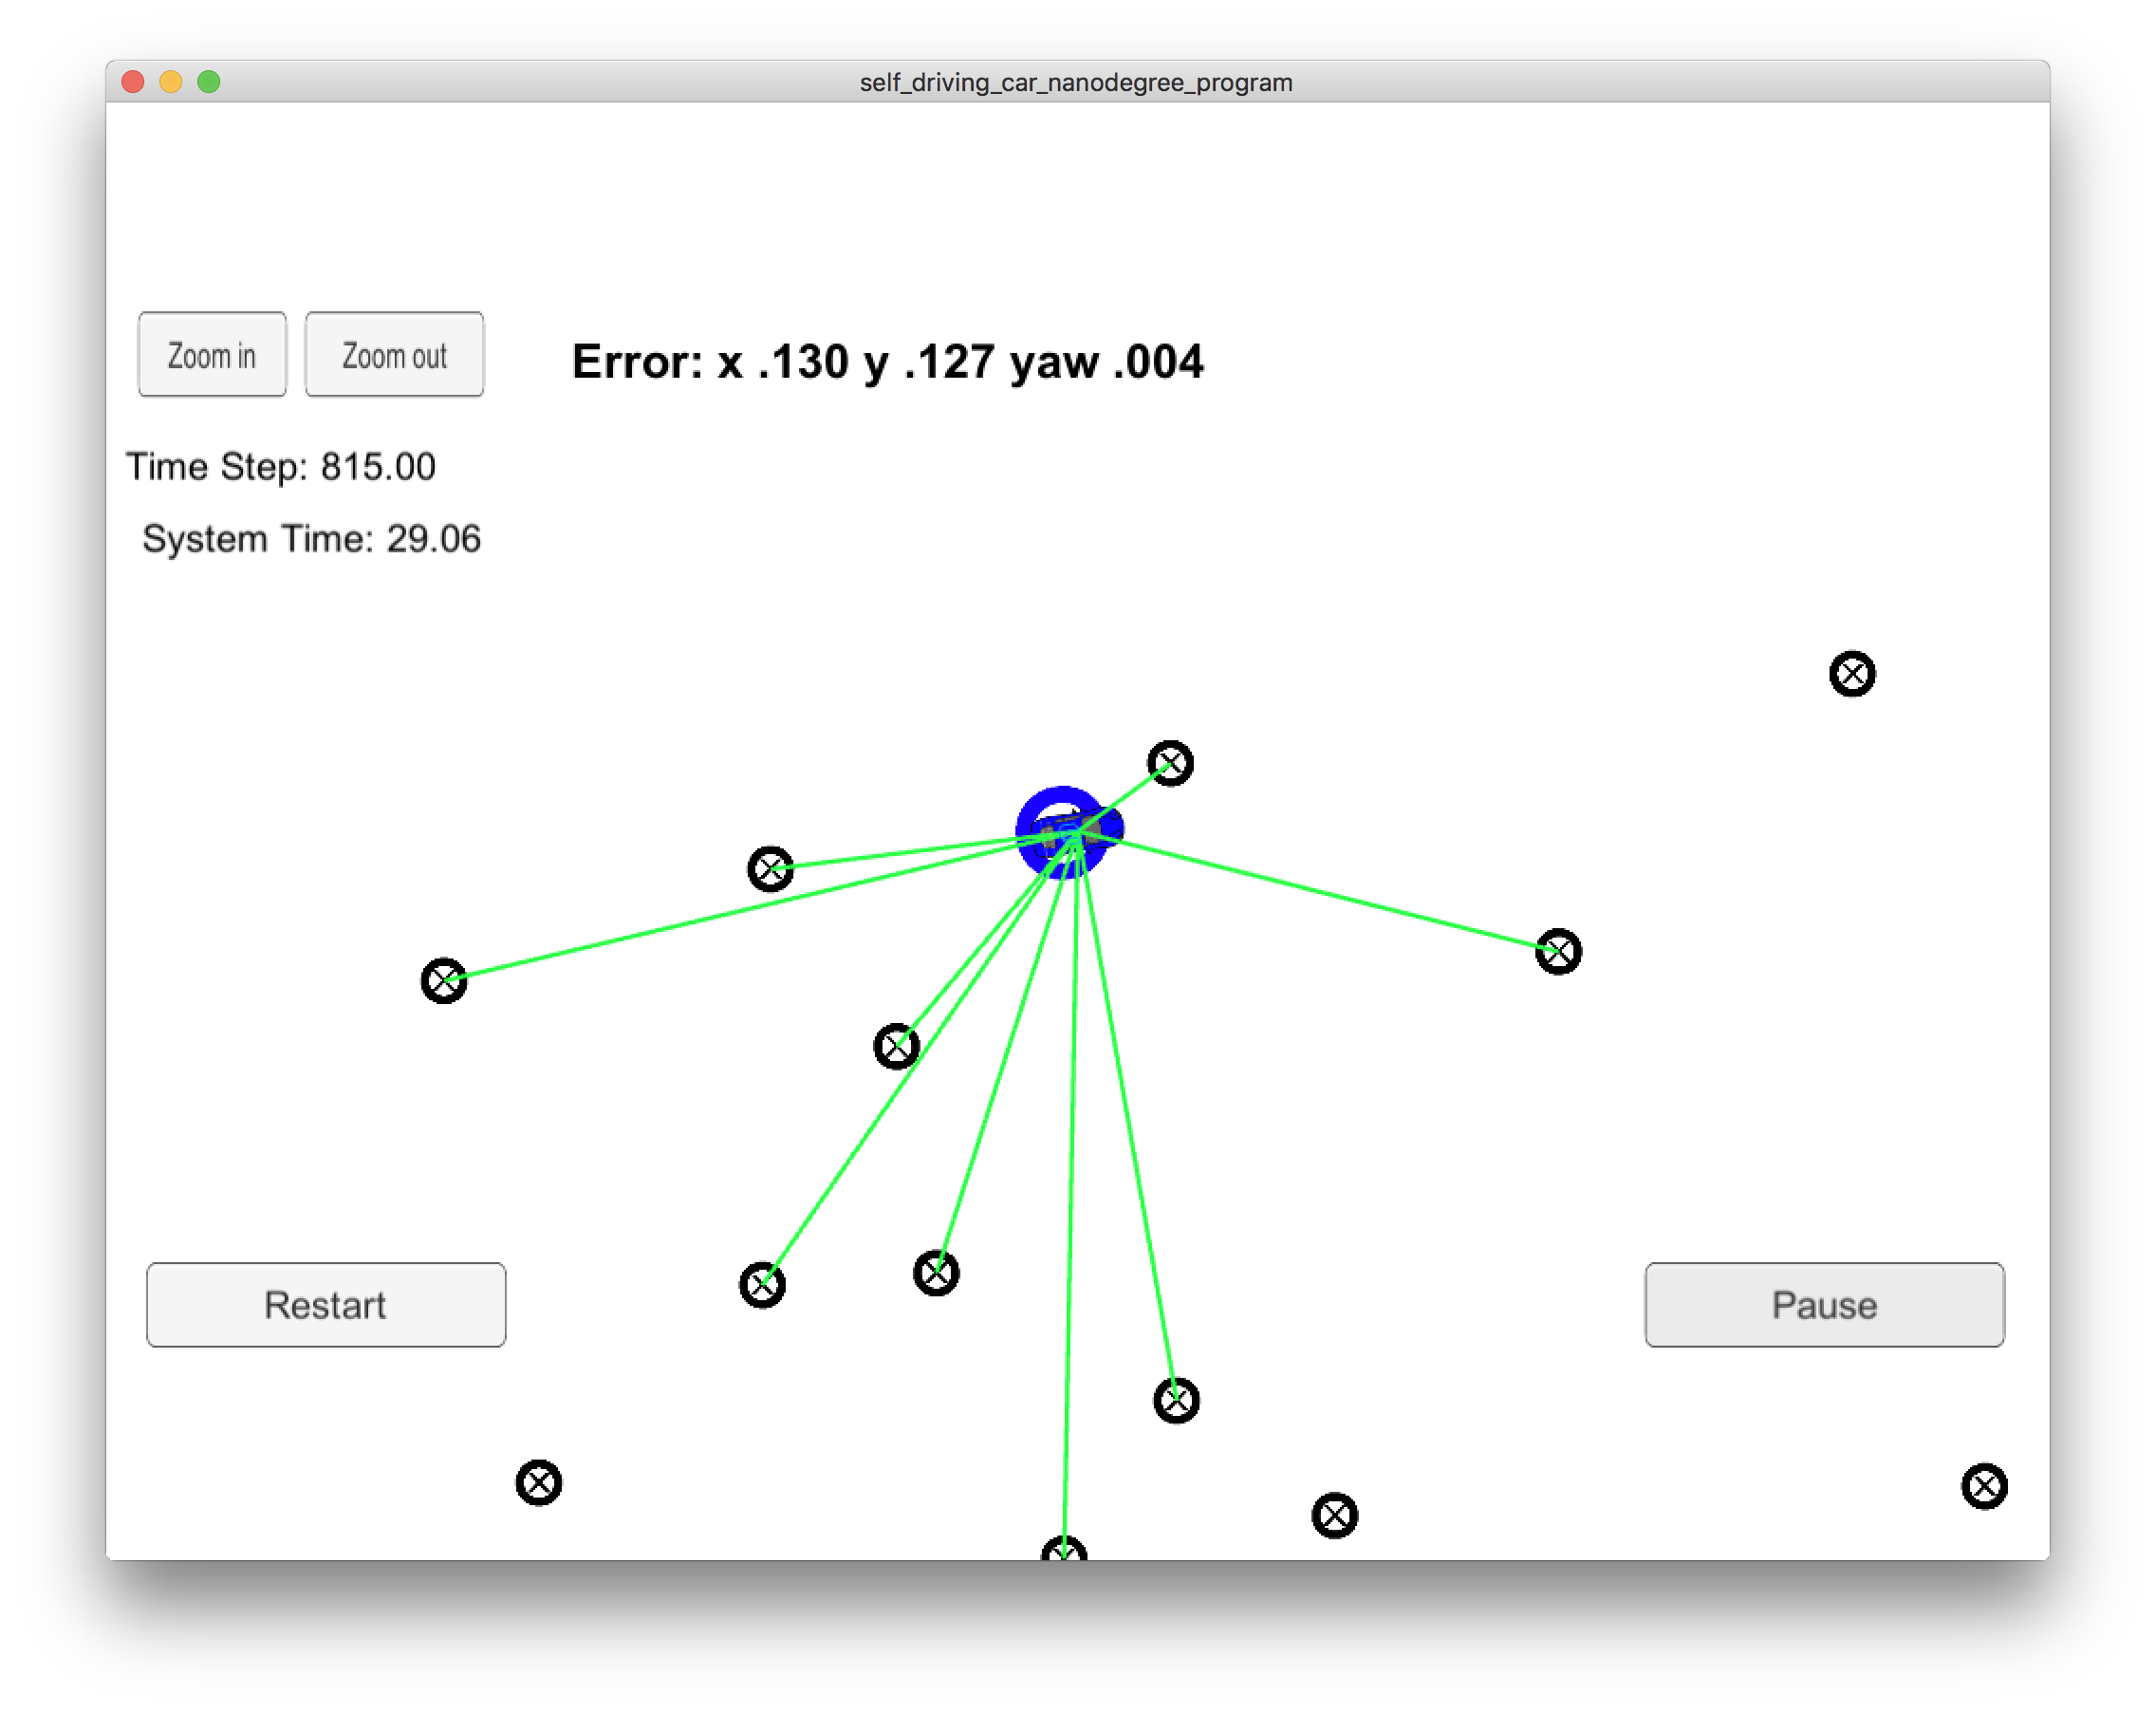 self_driving_car_nanodegree_program
Zoom in
Zoom out
Error: x .130 y .127 yaw .004
Time Step: 815.00
System Time: 29.06
Restart
Pause